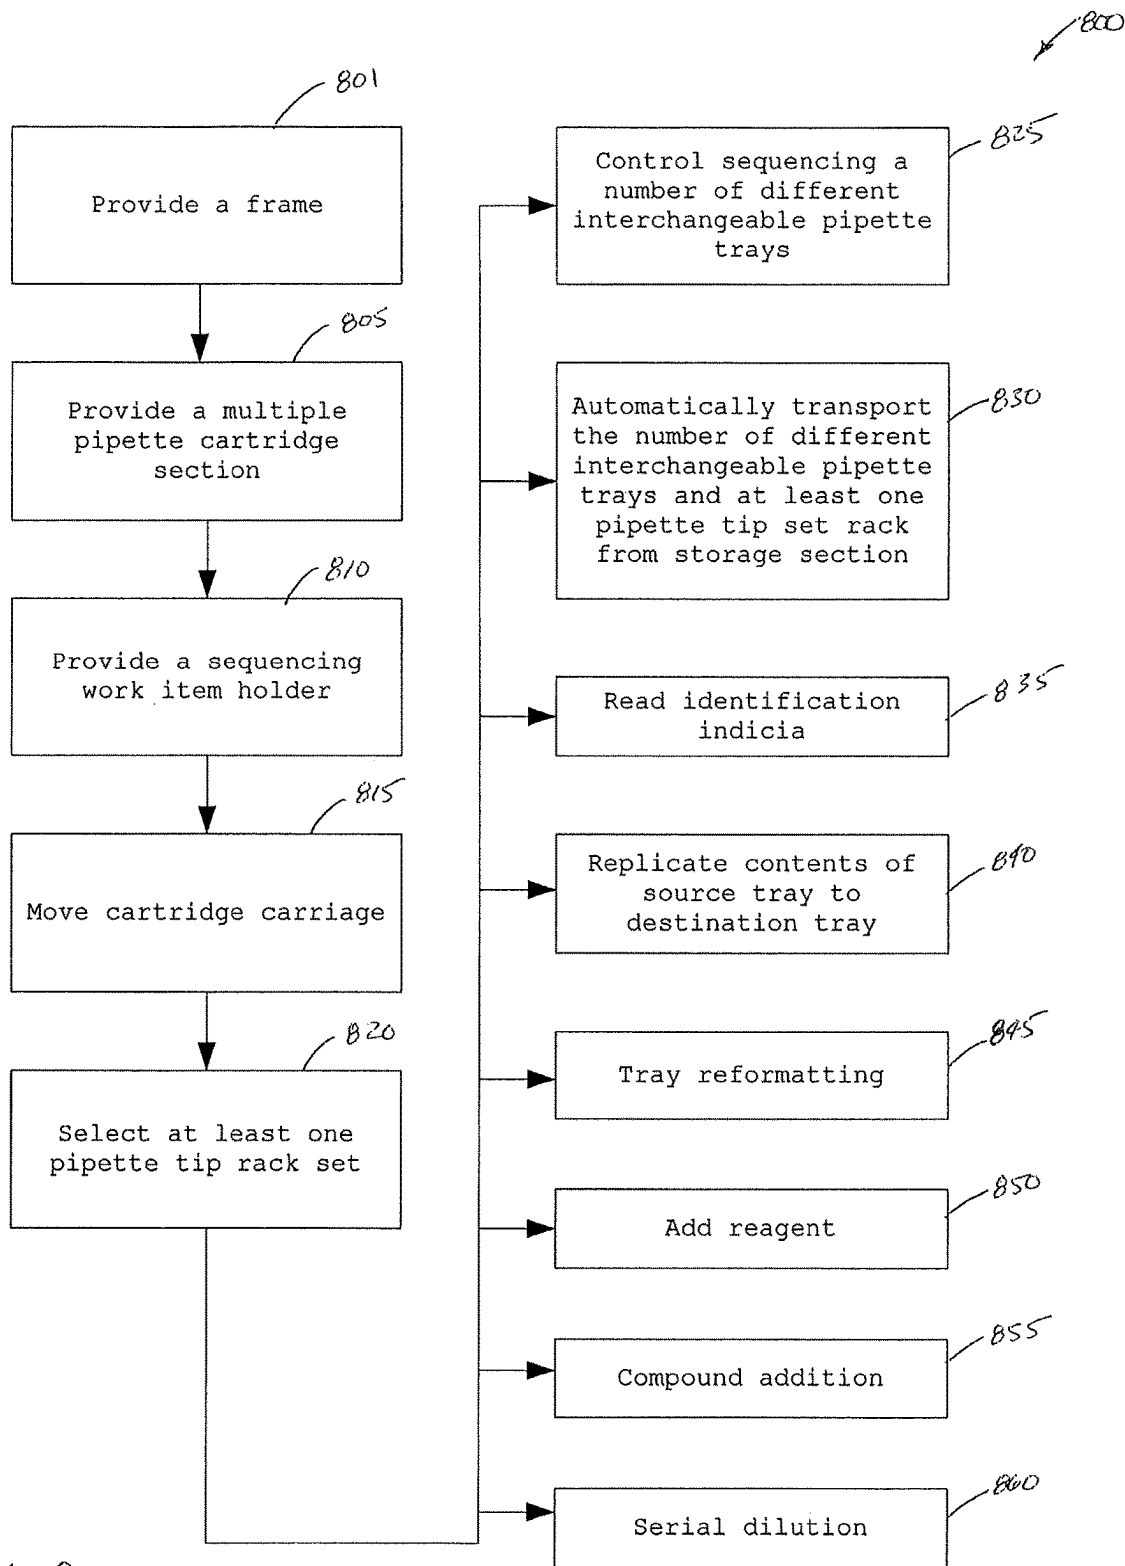 800
801
Provide a frame
805
Provide a multiple
pipette cartridge
section
810
Provide a sequencing
work item holder
815
Move cartridge carriage
820
Select at least one
pipette tip rack set
825
Control sequencing a
number of different
interchangeable pipette
trays
830
Automatically transport
the number of different
interchangeable pipette
trays and at least one
pipette tip set rack
from storage section
835
Read identification
indicia
840
Replicate contents of
source tray to
destination tray
845
Tray reformatting
850
Add reagent
855
Compound addition
860
Serial dilution